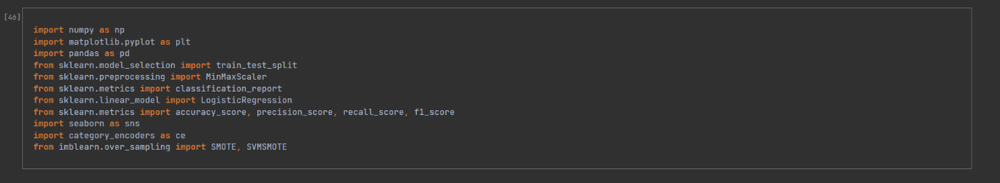 [46]
import numpy as np
import matplotlib.pyplot as plt
import pandas as pd
from sklearn.model_selection import train_test_split
from sklearn.preprocessing import MinMaxScaler
from sklearn.metrics import classification_report
from sklearn.linear_model import LogisticRegression
from sklearn.metrics import accuracy_score, precision_score, recall_score, f1_score
import seaborn as sns
import category_encoders as ce
from imblearn.over_sampling import SMOTE, SVMSMOTE